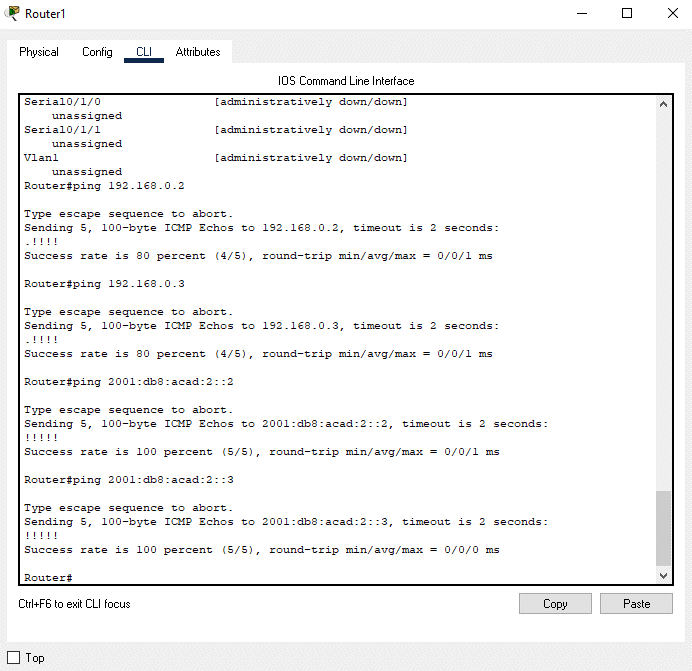 Router1
Physical Config CLI Attributes
IOS Command Line Interface
Serial0/1/0 [administratively down/down]
unassigned
Serial0/1/1 [administratively down/down]
unassigned
Vlan1 [administratively down/down]
unassigned
Router#ping 192.168.0.2
Type escape sequence to abort.
Sending 5, 100-byte ICMP Echos to 192.168.0.2, timeout is 2 seconds:
.!!!!
Success rate is 80 percent (4/5), round-trip min/avg/max = 0/0/1 ms
Router#ping 192.168.0.3
Type escape sequence to abort.
Sending 5, 100-byte ICMP Echos to 192.168.0.3, timeout is 2 seconds:
.!!!!
Success rate is 80 percent (4/5), round-trip min/avg/max = 0/0/1 ms
Router#ping 2001:db8:acad:2::2
Type escape sequence to abort.
Sending 5, 100-byte ICMP Echos to 2001:db8:acad:2::2, timeout is 2 seconds:
!!!!!
Success rate is 100 percent (5/5), round-trip min/avg/max = 0/0/1 ms
Router#ping 2001:db8:acad:2::3
Type escape sequence to abort.
Sending 5, 100-byte ICMP Echos to 2001:db8:acad:2::3, timeout is 2 seconds:
!!!!!
Success rate is 100 percent (5/5), round-trip min/avg/max = 0/0/0 ms
Router#
Ctrl+F6 to exit CLI focus Copy Paste
Top